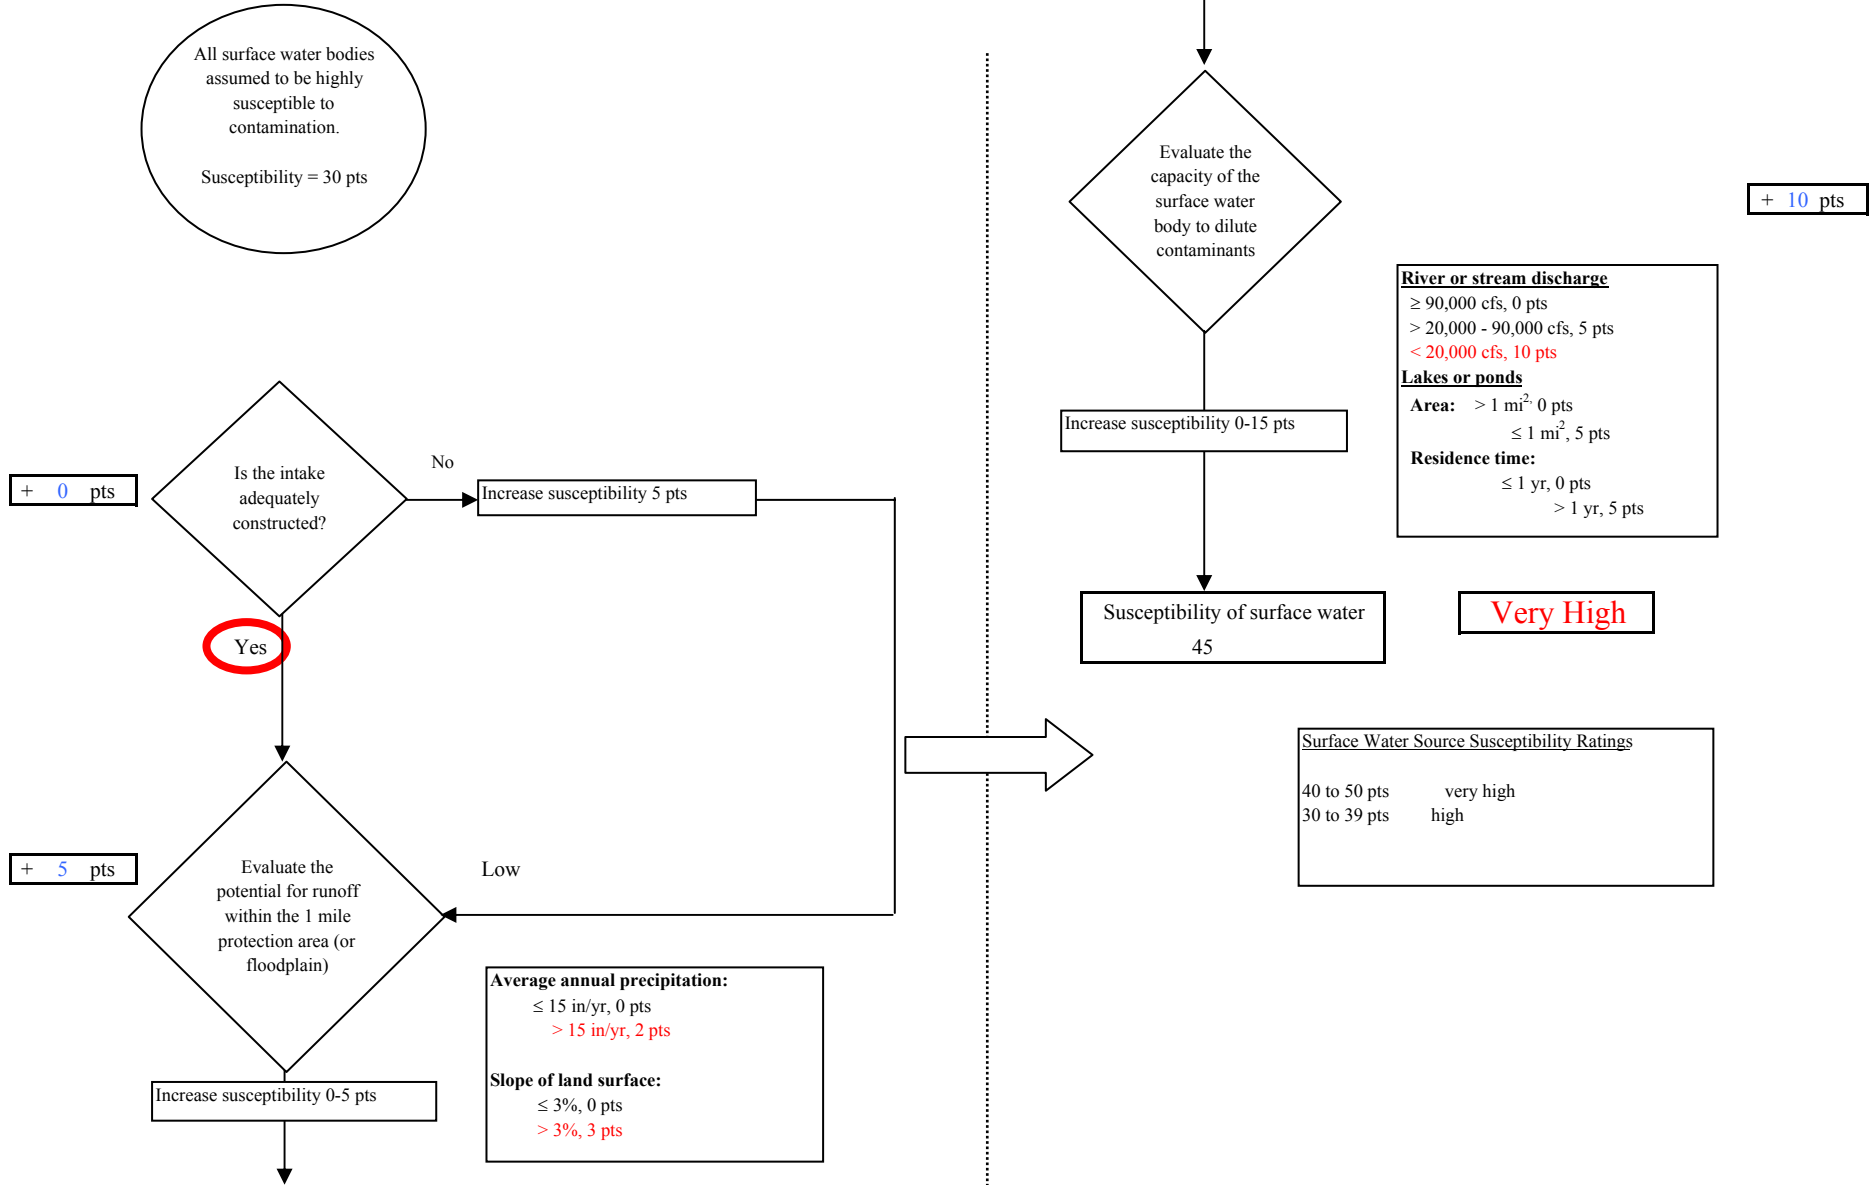 All surface water bodies
assumed to be highly
susceptible to
contamination.
Susceptibility = 30 pts
+ 0 pts
Is the intake
adequately
constructed?
No
Increase susceptibility 5 pts
Yes
+ 5 pts
Evaluate the
potential for runoff
within the 1 mile
protection area (or
floodplain)
Low
Average annual precipitation:
≤ 15 in/yr, 0 pts
> 15 in/yr, 2 pts
Slope of land surface:
≤ 3%, 0 pts
> 3%, 3 pts
Increase susceptibility 0-5 pts
Evaluate the
capacity of the
surface water
body to dilute
contaminants
+ 10 pts
River or stream discharge
≥ 90,000 cfs, 0 pts
> 20,000 - 90,000 cfs, 5 pts
< 20,000 cfs, 10 pts
Lakes or ponds
Area: > 1 mi², 0 pts
≤ 1 mi², 5 pts
Residence time:
≤ 1 yr, 0 pts
> 1 yr, 5 pts
Increase susceptibility 0-15 pts
Susceptibility of surface water
45
Very High
Surface Water Source Susceptibility Ratings
40 to 50 pts very high
30 to 39 pts high